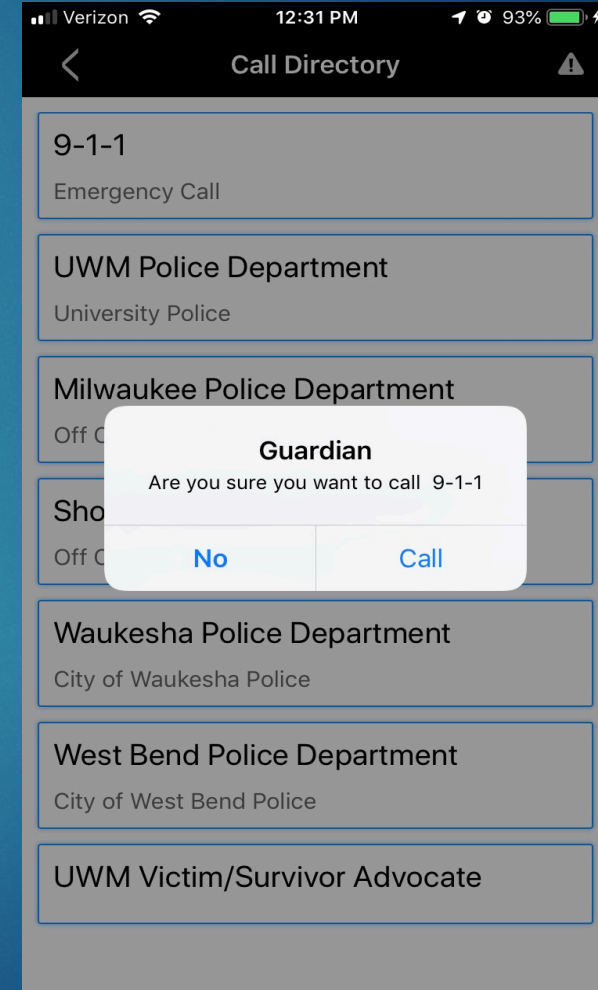 Verizon 12:31 PM 93%
Call Directory
9-1-1
Emergency Call
UWM Police Department
University Police
Milwaukee Police Department
Off
Guardian
Are you sure you want to call 9-1-1
Sho
Off
No Call
Waukesha Police Department
City of Waukesha Police
West Bend Police Department
City of West Bend Police
UWM Victim/Survivor Advocate